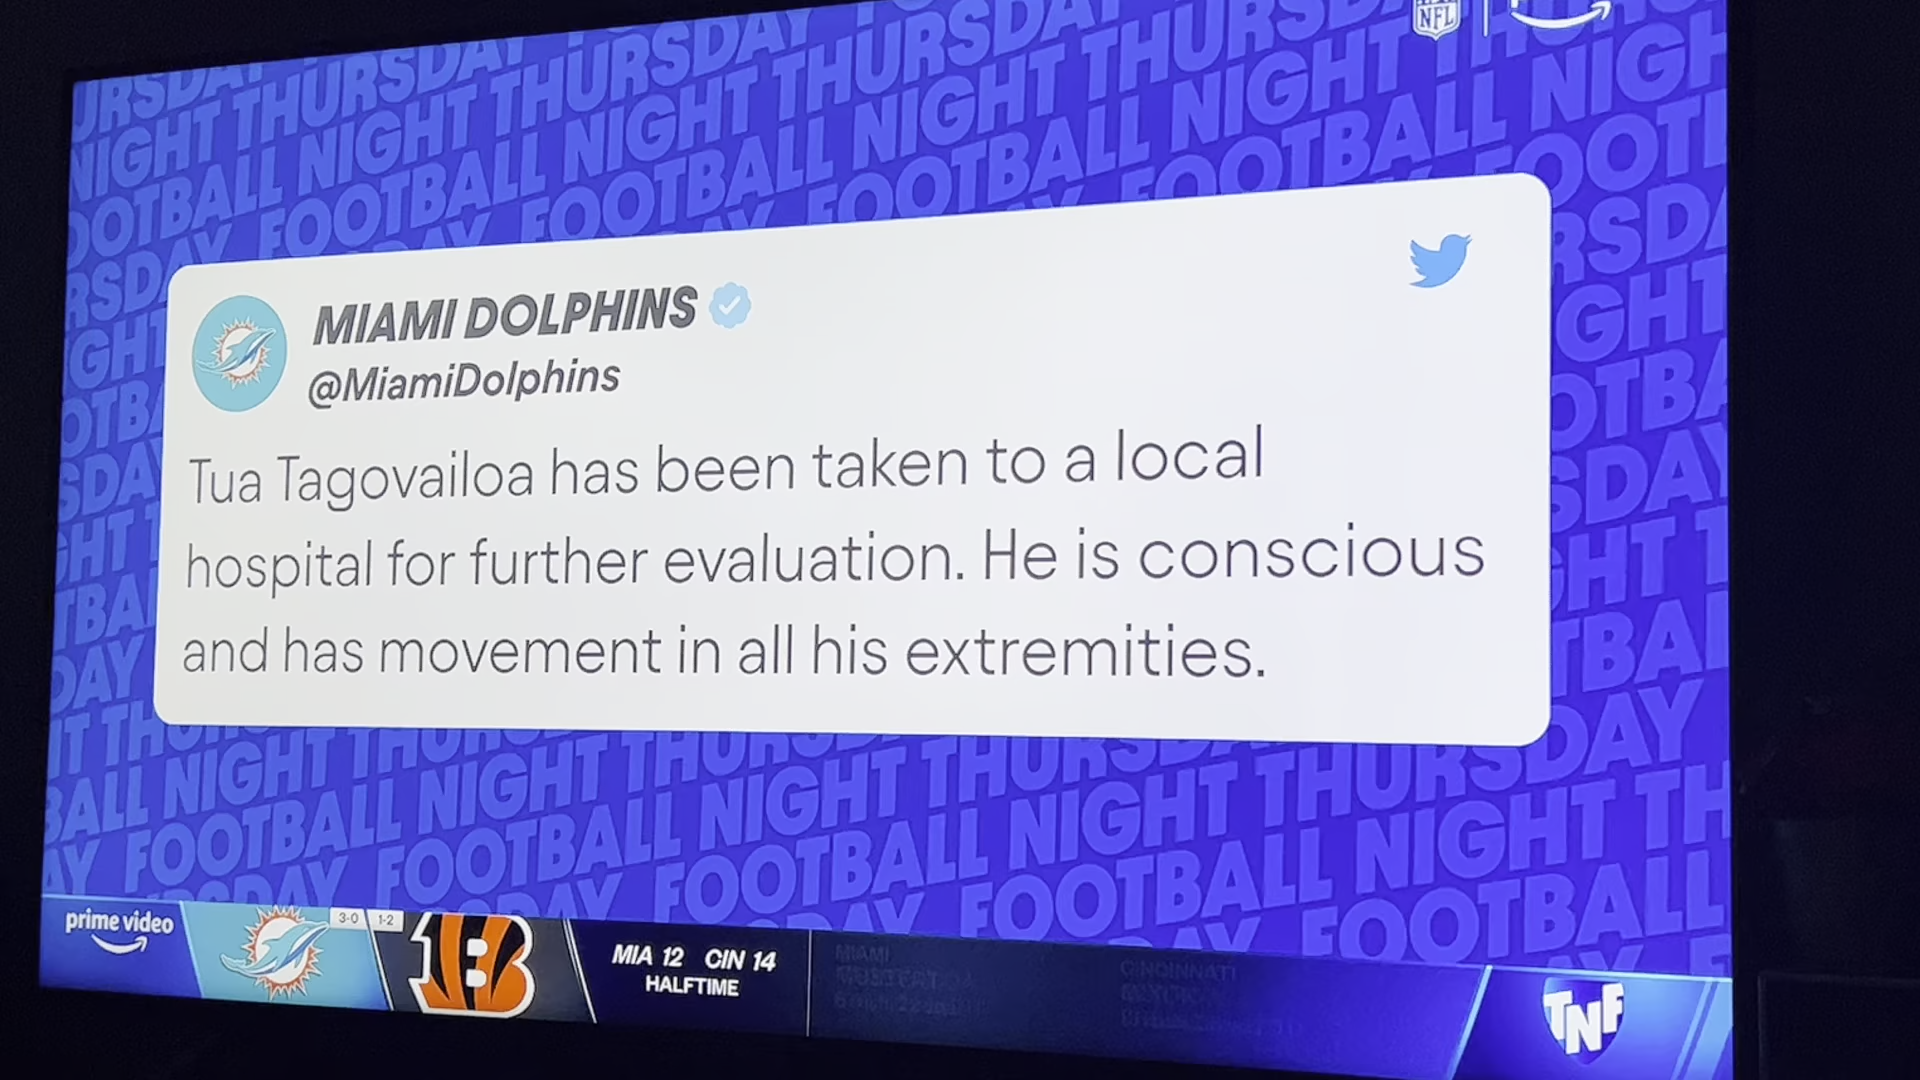 NFL
MIAMI DOLPHINS
@MiamiDolphins
Tua Tagovailoa has been taken to a local
hospital for further evaluation. He is conscious
and has movement in all his extremities.
THURSDAY NIGHT FOOTBALL
prime video
3-0
1-2
B
MIA 12 CIN 14
HALFTIME
MIAMI
CINCINNATI
TNF